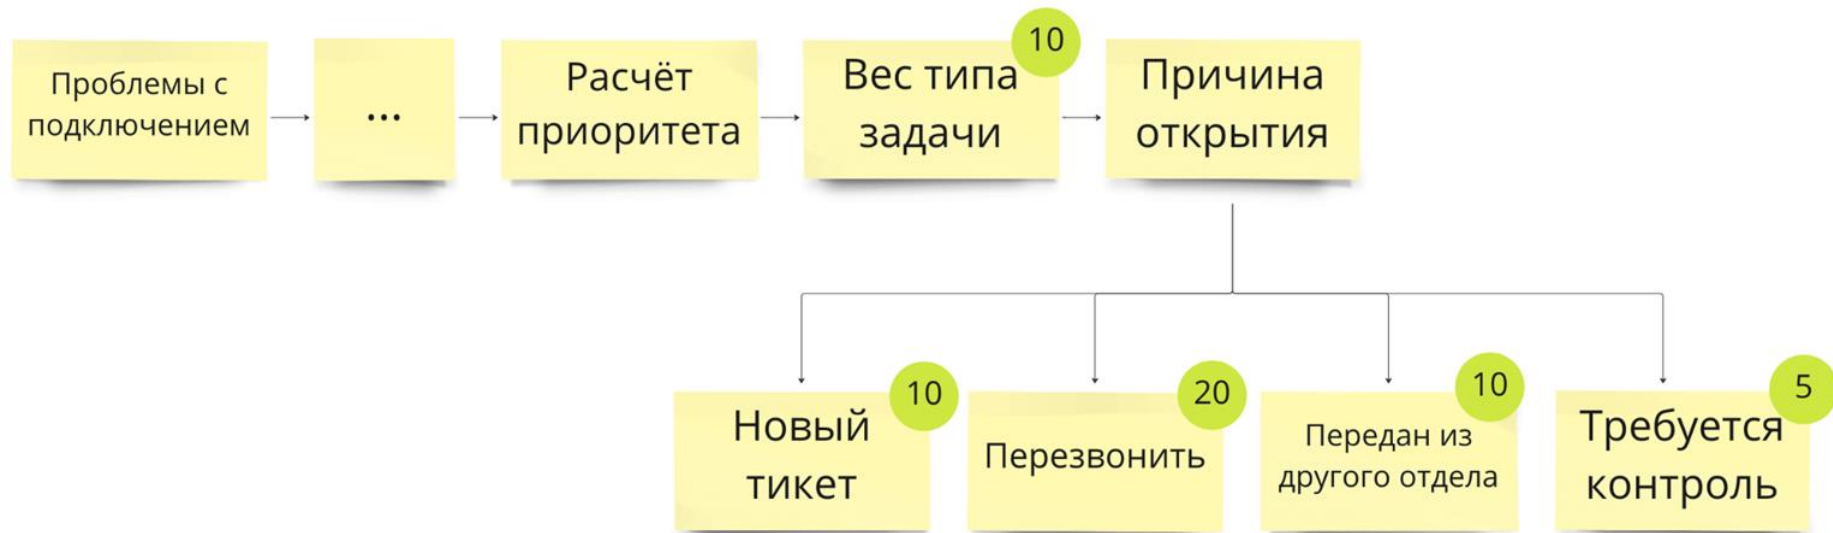 Проблемы с
подключением
...
Расчёт
приоритета
Вес типа
задачи
10
Причина
открытия
Новый
тикет
10
Перезвонить
20
Передан из
другого отдела
10
Требуется
контроль
5